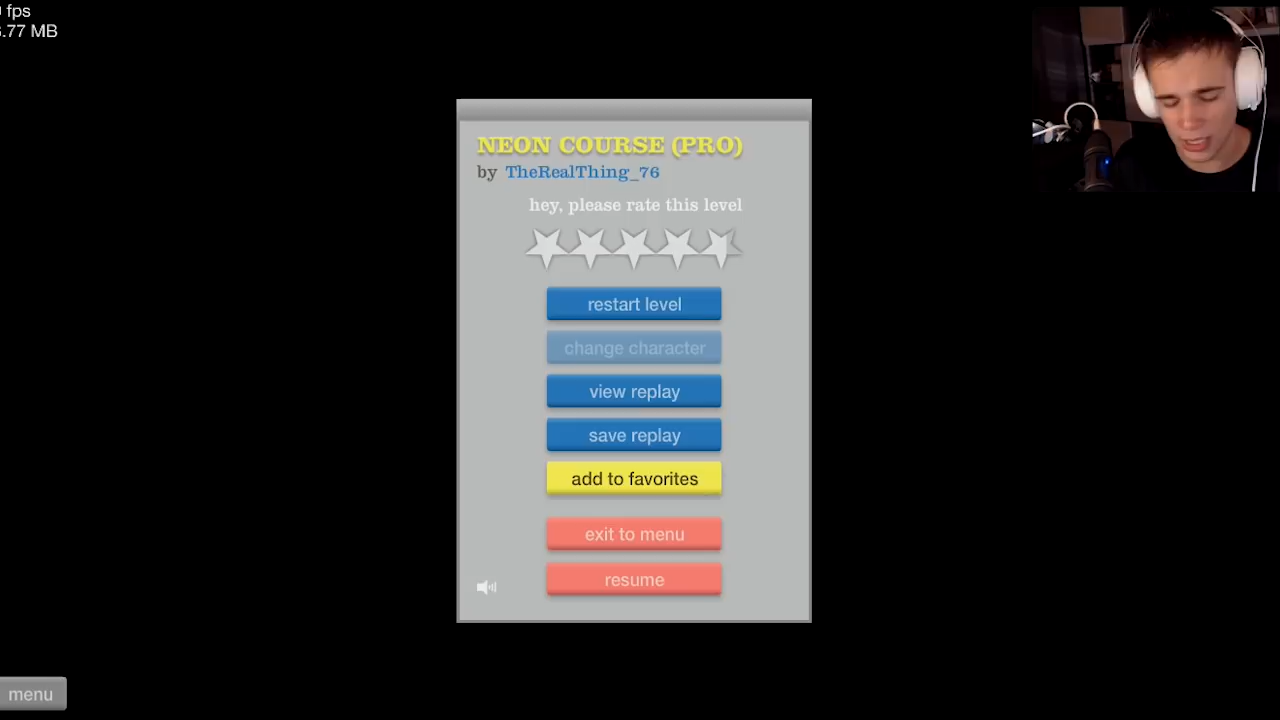 fps
.77 MB
NEON COURSE (PRO)
by TheRealThing_76
hey, please rate this level
restart level
change character
view replay
save replay
add to favorites
exit to menu
resume
menu